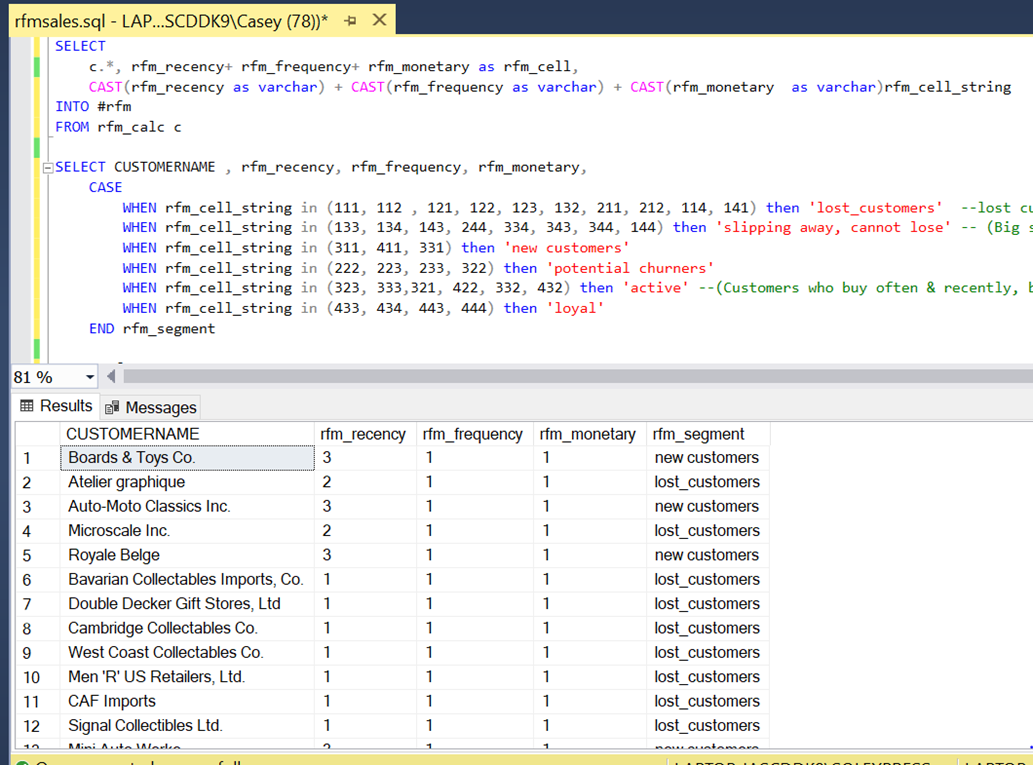 rfmsales.sql - LAP...SCDDK9\Casey (78))*
SELECT
c.*, rfm_recency+ rfm_frequency+ rfm_monetary as rfm_cell,
CAST(rfm_recency as varchar) + CAST(rfm_frequency as varchar) + CAST(rfm_monetary  as varchar)rfm_cell_string
INTO #rfm
FROM rfm_calc c
SELECT CUSTOMERNAME , rfm_recency, rfm_frequency, rfm_monetary,
CASE
WHEN rfm_cell_string in (111, 112 , 121, 122, 123, 132, 211, 212, 114, 141) then 'lost_customers'  --lost cu
WHEN rfm_cell_string in (133, 134, 143, 244, 334, 343, 344, 144) then 'slipping away, cannot lose' -- (Big s
WHEN rfm_cell_string in (311, 411, 331) then 'new customers'
WHEN rfm_cell_string in (222, 223, 233, 322) then 'potential churners'
WHEN rfm_cell_string in (323, 333,321, 422, 332, 432) then 'active' --(Customers who buy often & recently, b
WHEN rfm_cell_string in (433, 434, 443, 444) then 'loyal'
END rfm_segment
81 %
Results Messages
CUSTOMERNAME rfm_recency rfm_frequency rfm_monetary rfm_segment
1 Boards & Toys Co. 3 1 1 new customers
2 Atelier graphique 2 1 1 lost_customers
3 Auto-Moto Classics Inc. 3 1 1 new customers
4 Microscale Inc. 2 1 1 lost_customers
5 Royale Belge 3 1 1 new customers
6 Bavarian Collectables Imports, Co. 1 1 1 lost_customers
7 Double Decker Gift Stores, Ltd 1 1 1 lost_customers
8 Cambridge Collectables Co. 1 1 1 lost_customers
9 West Coast Collectables Co. 1 1 1 lost_customers
10 Men 'R' US Retailers, Ltd. 1 1 1 lost_customers
11 CAF Imports 1 1 1 lost_customers
12 Signal Collectibles Ltd. 1 1 1 lost_customers